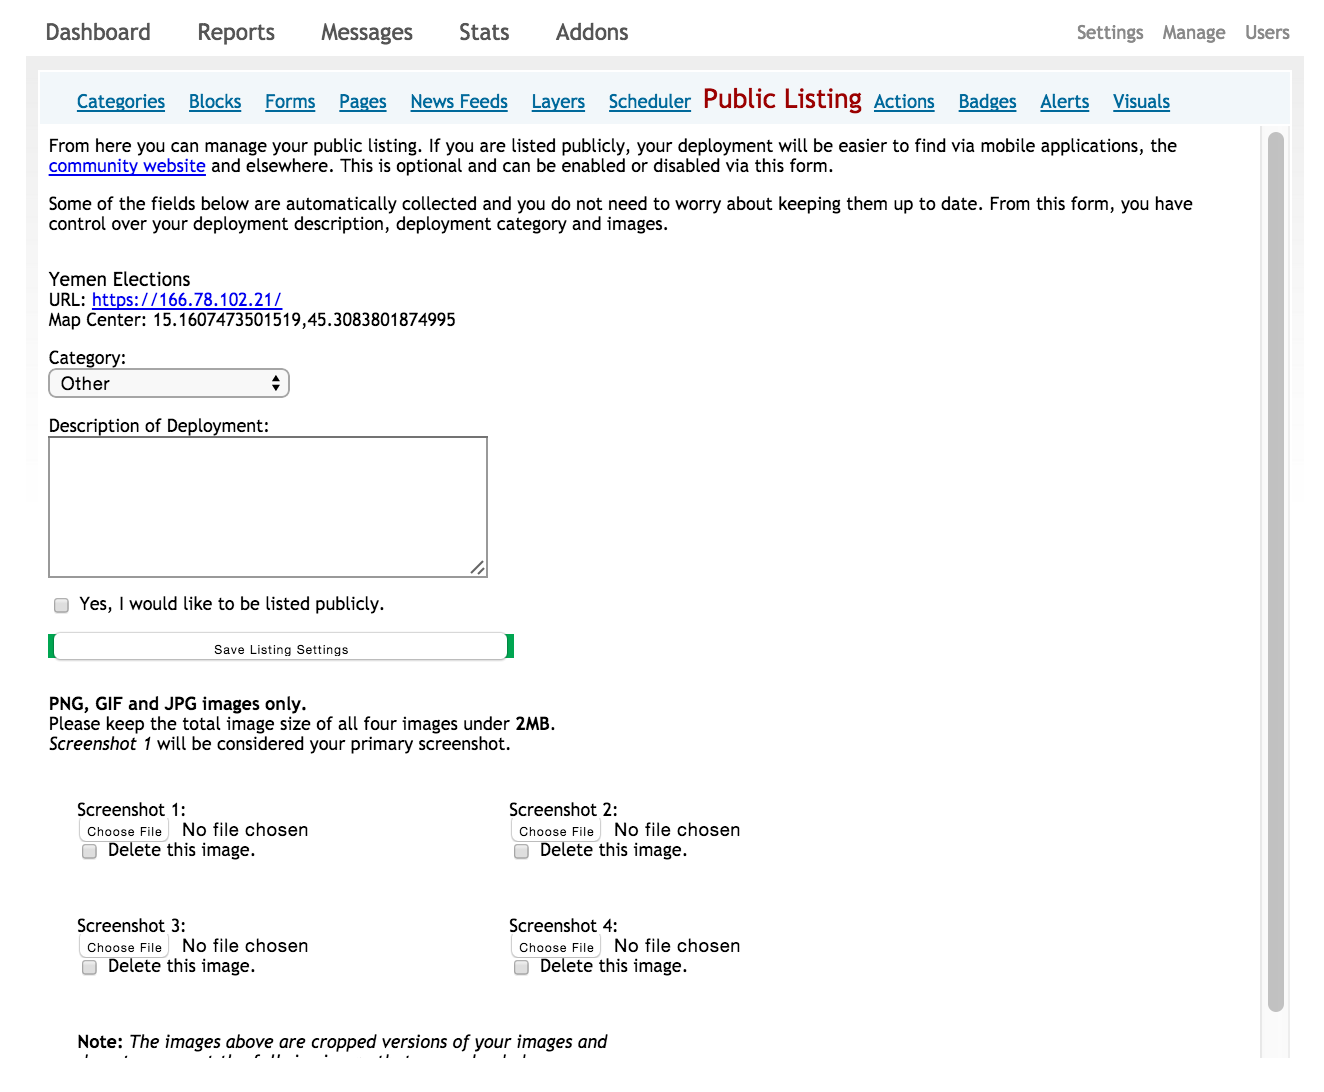 Dashboard Reports Messages Stats Addons Settings Manage Users
Categories Blocks Forms Pages News Feeds Layers Scheduler Public Listing Actions Badges Alerts Visuals
From here you can manage your public listing. If you are listed publicly, your deployment will be easier to find via mobile applications, the
community website and elsewhere. This is optional and can be enabled or disabled via this form.
Some of the fields below are automatically collected and you do not need to worry about keeping them up to date. From this form, you have
control over your deployment description, deployment category and images.
Yemen Elections
URL: https://166.78.102.21/
Map Center: 15.1607473501519,45.3083801874995
Category:
Other
Description of Deployment:
Yes, I would like to be listed publicly.
Save Listing Settings
PNG, GIF and JPG images only.
Please keep the total image size of all four images under 2MB.
Screenshot 1 will be considered your primary screenshot.
Screenshot 1: Screenshot 2:
Choose File No file chosen Choose File No file chosen
Delete this image. Delete this image.
Screenshot 3: Screenshot 4:
Choose File No file chosen Choose File No file chosen
Delete this image. Delete this image.
Note: The images above are cropped versions of your images and